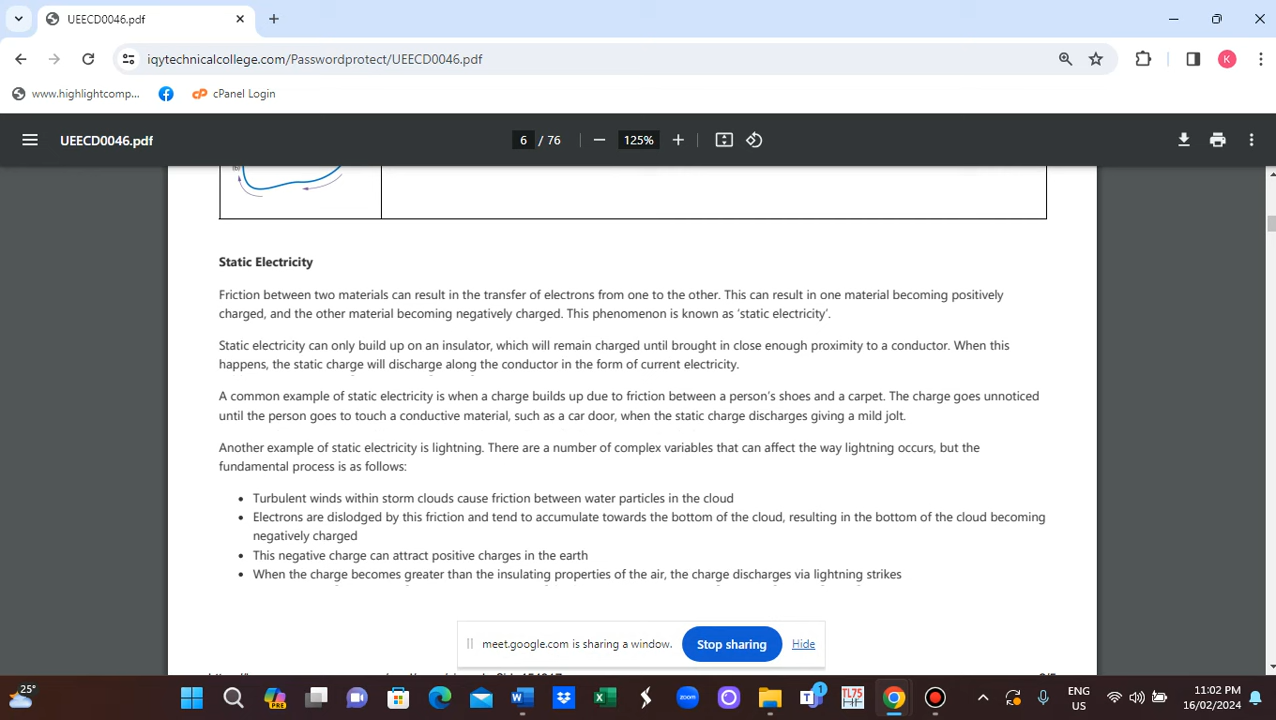 UEECD0046.pdf
iqytechnicalcollege.com/Passwordprotect/UEECD0046.pdf
K
www.highlightcomp...
cPanel Login
UEECD0046.pdf
6 / 76
125%
Static Electricity
Friction between two materials can result in the transfer of electrons from one to the other. This can result in one material becoming positively
charged, and the other material becoming negatively charged. This phenomenon is known as ‘static electricity’.
Static electricity can only build up on an insulator, which will remain charged until brought in close enough proximity to a conductor. When this
happens, the static charge will discharge along the conductor in the form of current electricity.
A common example of static electricity is when a charge builds up due to friction between a person’s shoes and a carpet. The charge goes unnoticed
until the person goes to touch a conductive material, such as a car door, when the static charge discharges giving a mild jolt.
Another example of static electricity is lightning. There are a number of complex variables that can affect the way lightning occurs, but the
fundamental process is as follows:
• Turbulent winds within storm clouds cause friction between water particles in the cloud
• Electrons are dislodged by this friction and tend to accumulate towards the bottom of the cloud, resulting in the bottom of the cloud becoming
negatively charged
• This negative charge can attract positive charges in the earth
• When the charge becomes greater than the insulating properties of the air, the charge discharges via lightning strikes
meet.google.com is sharing a window.
Stop sharing
Hide
25°
PRE
zoom
1
TL75
ENG
US
11:02 PM
16/02/2024